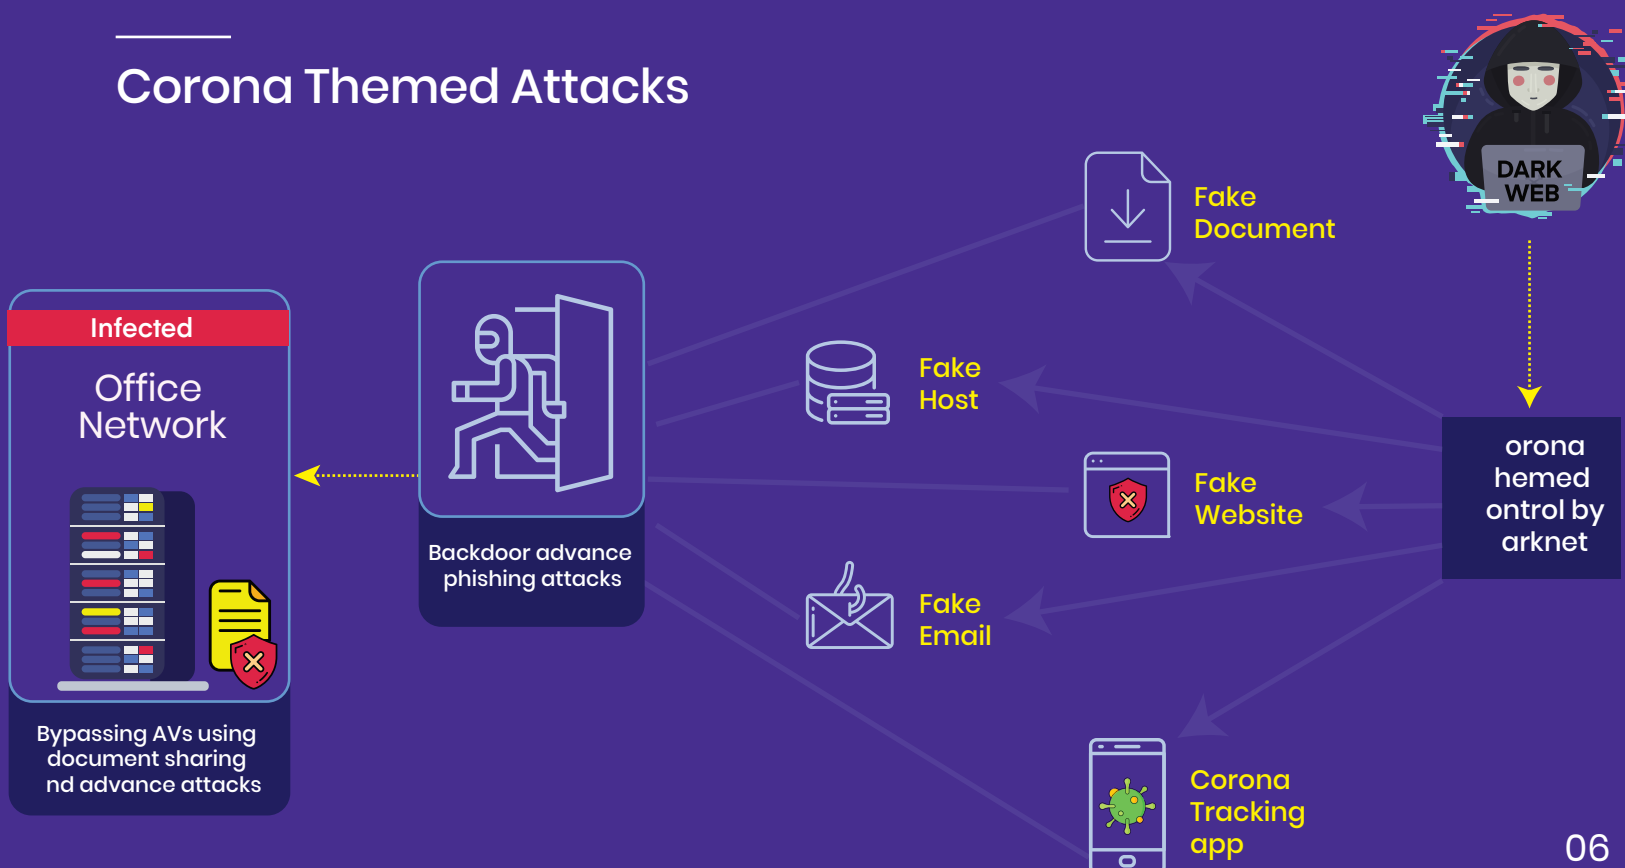 Corona Themed Attacks
DARK
WEB
Fake
Document
Infected
Office
Network
Fake
Host
orona
hemed
ontrol by
arknet
Fake
Website
Backdoor advance
phishing attacks
Fake
Email
Bypassing AVs using
document sharing
nd advance attacks
Corona
Tracking
app
06